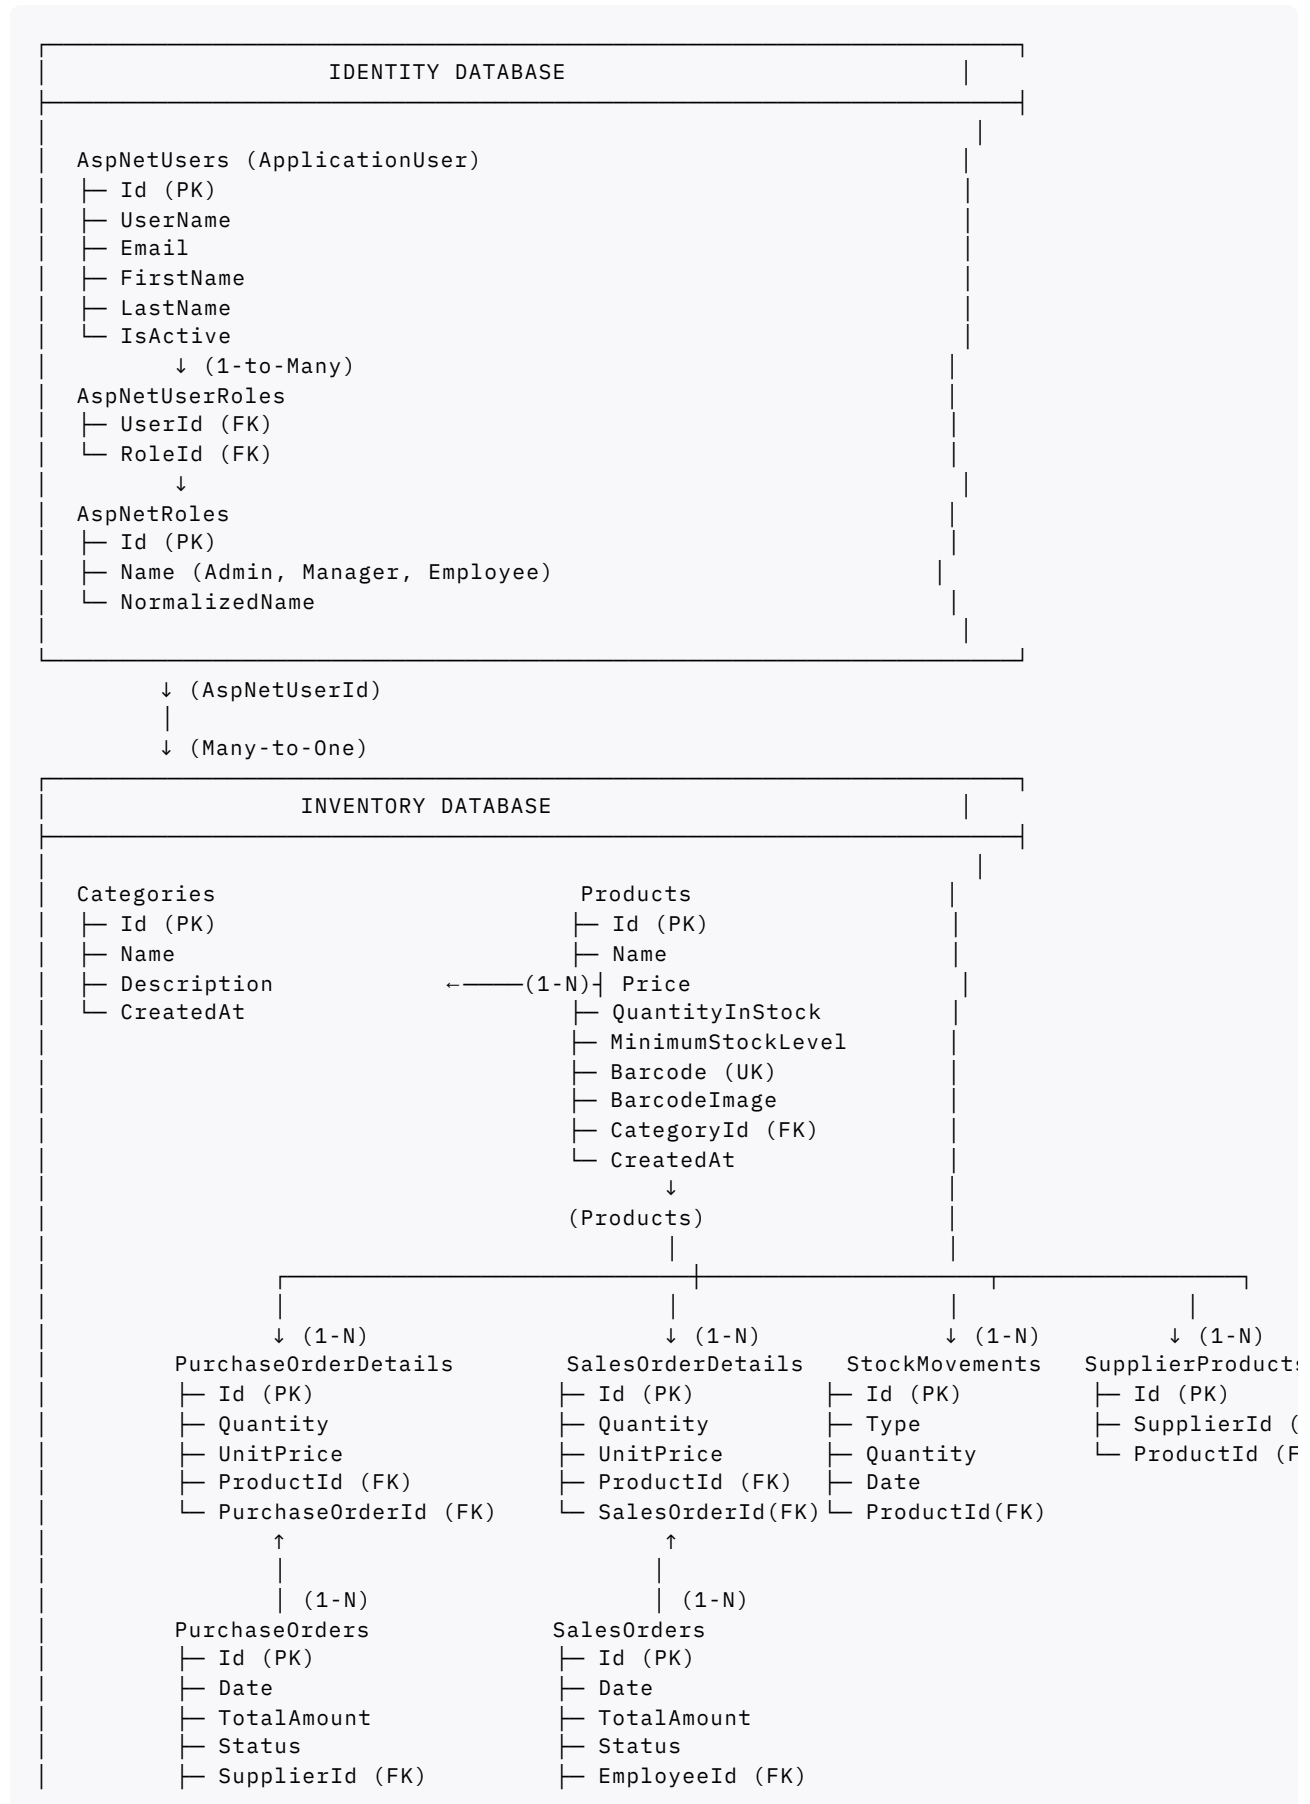 IDENTITY DATABASE
AspNetUsers (ApplicationUser)
├─ Id (PK)
├─ UserName
├─ Email
├─ FirstName
├─ LastName
└─ IsActive
↓ (1-to-Many)
AspNetUserRoles
├─ UserId (FK)
└─ RoleId (FK)
↓
AspNetRoles
├─ Id (PK)
├─ Name (Admin, Manager, Employee)
└─ NormalizedName
↓ (AspNetUserId)
│
↓ (Many-to-One)
INVENTORY DATABASE
Categories Products
├─ Id (PK) ├─ Id (PK)
├─ Name ├─ Name
├─ Description ←────(1-N)┤ Price
└─ CreatedAt ├─ QuantityInStock
├─ MinimumStockLevel
├─ Barcode (UK)
├─ BarcodeImage
├─ CategoryId (FK)
└─ CreatedAt
↓
(Products)
↓ (1-N) ↓ (1-N) ↓ (1-N) ↓ (1-N)
PurchaseOrderDetails SalesOrderDetails StockMovements SupplierProducts
├─ Id (PK) ├─ Id (PK) ├─ Id (PK) ├─ Id (PK)
├─ Quantity ├─ Quantity ├─ Type ├─ SupplierId (
├─ UnitPrice ├─ UnitPrice ├─ Quantity └─ ProductId (F
├─ ProductId (FK) ├─ ProductId (FK) ├─ Date
└─ PurchaseOrderId (FK) └─ SalesOrderId(FK) └─ ProductId(FK)
↑ ↑
│ (1-N) │ (1-N)
PurchaseOrders SalesOrders
├─ Id (PK) ├─ Id (PK)
├─ Date ├─ Date
├─ TotalAmount ├─ TotalAmount
├─ Status ├─ Status
├─ SupplierId (FK) ├─ EmployeeId (FK)